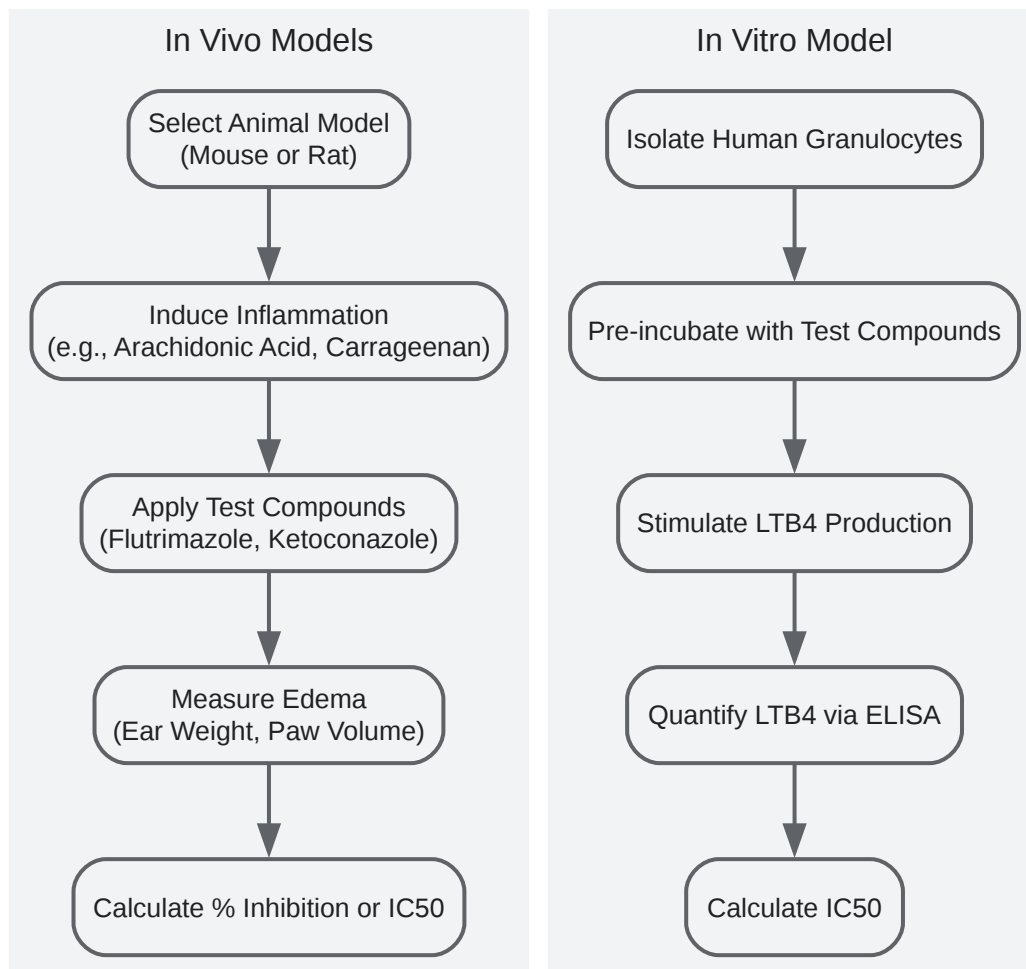 In Vivo Models
Select Animal Model
(Mouse or Rat)
Induce Inflammation
(e.g., Arachidonic Acid, Carrageenan)
Apply Test Compounds
(Flutrimazole, Ketoconazole)
Measure Edema
(Ear Weight, Paw Volume)
Calculate % Inhibition or IC50
In Vitro Model
Isolate Human Granulocytes
Pre-incubate with Test Compounds
Stimulate LTB4 Production
Quantify LTB4 via ELISA
Calculate IC50